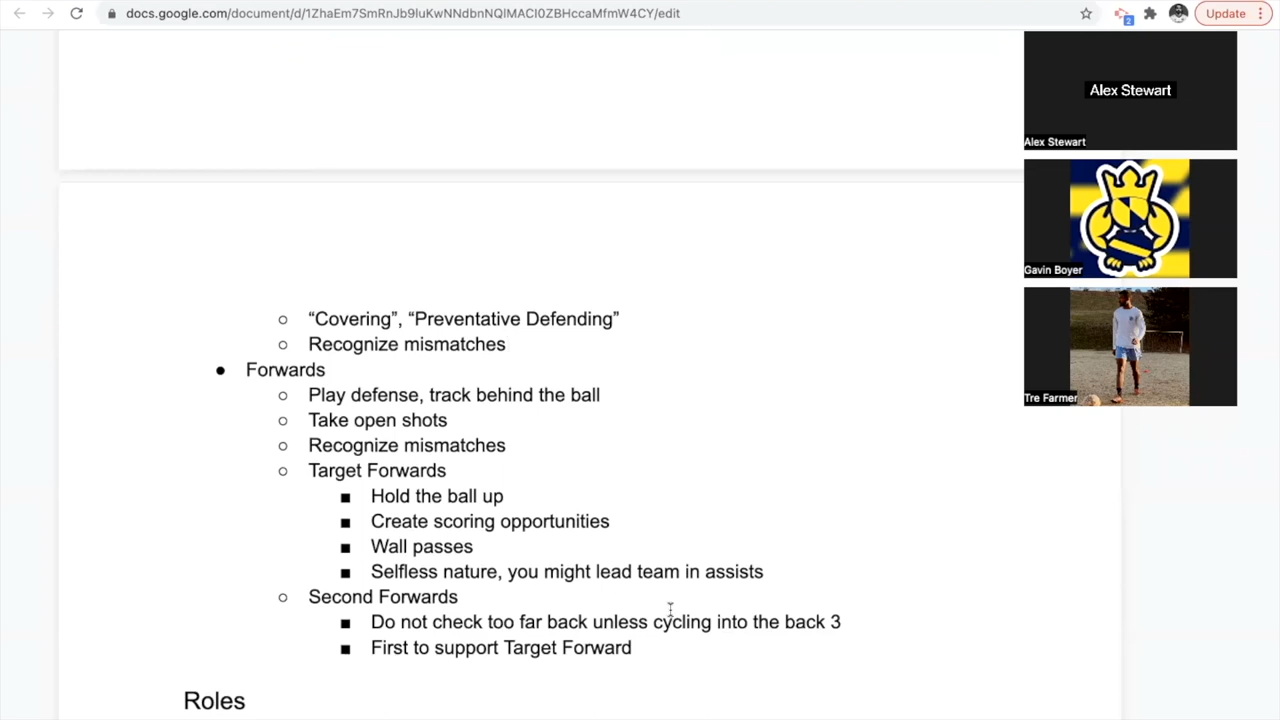 docs.google.com/document/d/1ZhaEm7SmRnJb9luKwNNdbnNQlMACI0ZBHccaMfmW4CY/edit
2
Update
Alex Stewart
Alex Stewart
Gavin Boyer
Tre Farmer
“Covering”, “Preventative Defending”
Recognize mismatches
Forwards
Play defense, track behind the ball
Take open shots
Recognize mismatches
Target Forwards
Hold the ball up
Create scoring opportunities
Wall passes
Selfless nature, you might lead team in assists
Second Forwards
Do not check too far back unless cycling into the back 3
First to support Target Forward
Roles